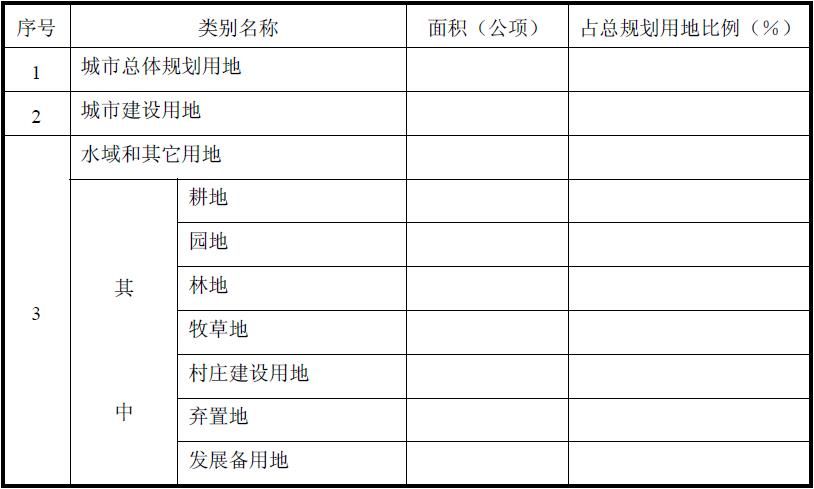 序号 类别名称 面积（公项） 占总规划用地比例（%）
1 城市总体规划用地
2 城市建设用地
3 水域和其它用地
其中 耕地
园地
林地
牧草地
村庄建设用地
弃置地
发展备用地